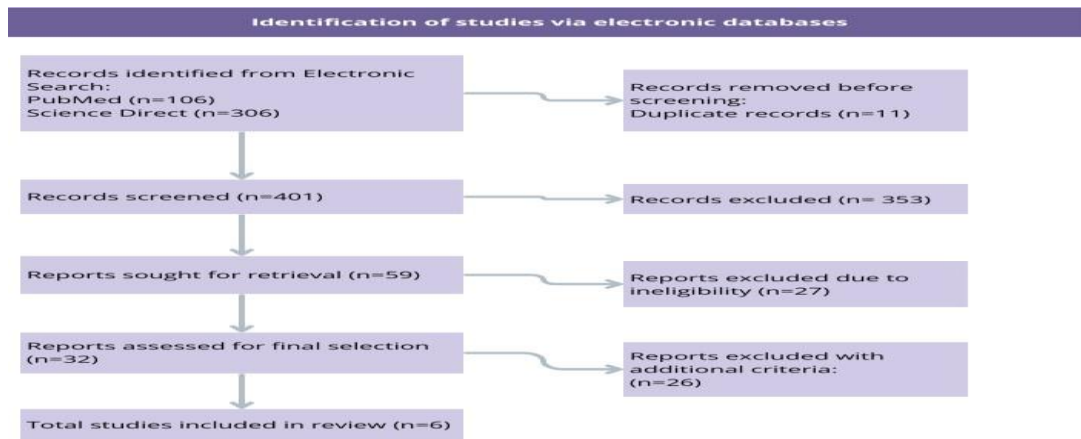 Identification of studies via electronic databases
Records identified from Electronic
Search:
PubMed (n=106)
Science Direct (n=306)
Records removed before
screening:
Duplicate records (n=11)
Records screened (n=401)
Records excluded (n= 353)
Reports sought for retrieval (n=59)
Reports excluded due to
ineligibility (n=27)
Reports assessed for final selection
(n=32)
Reports excluded with
additional criteria:
(n=26)
Total studies included in review (n=6)